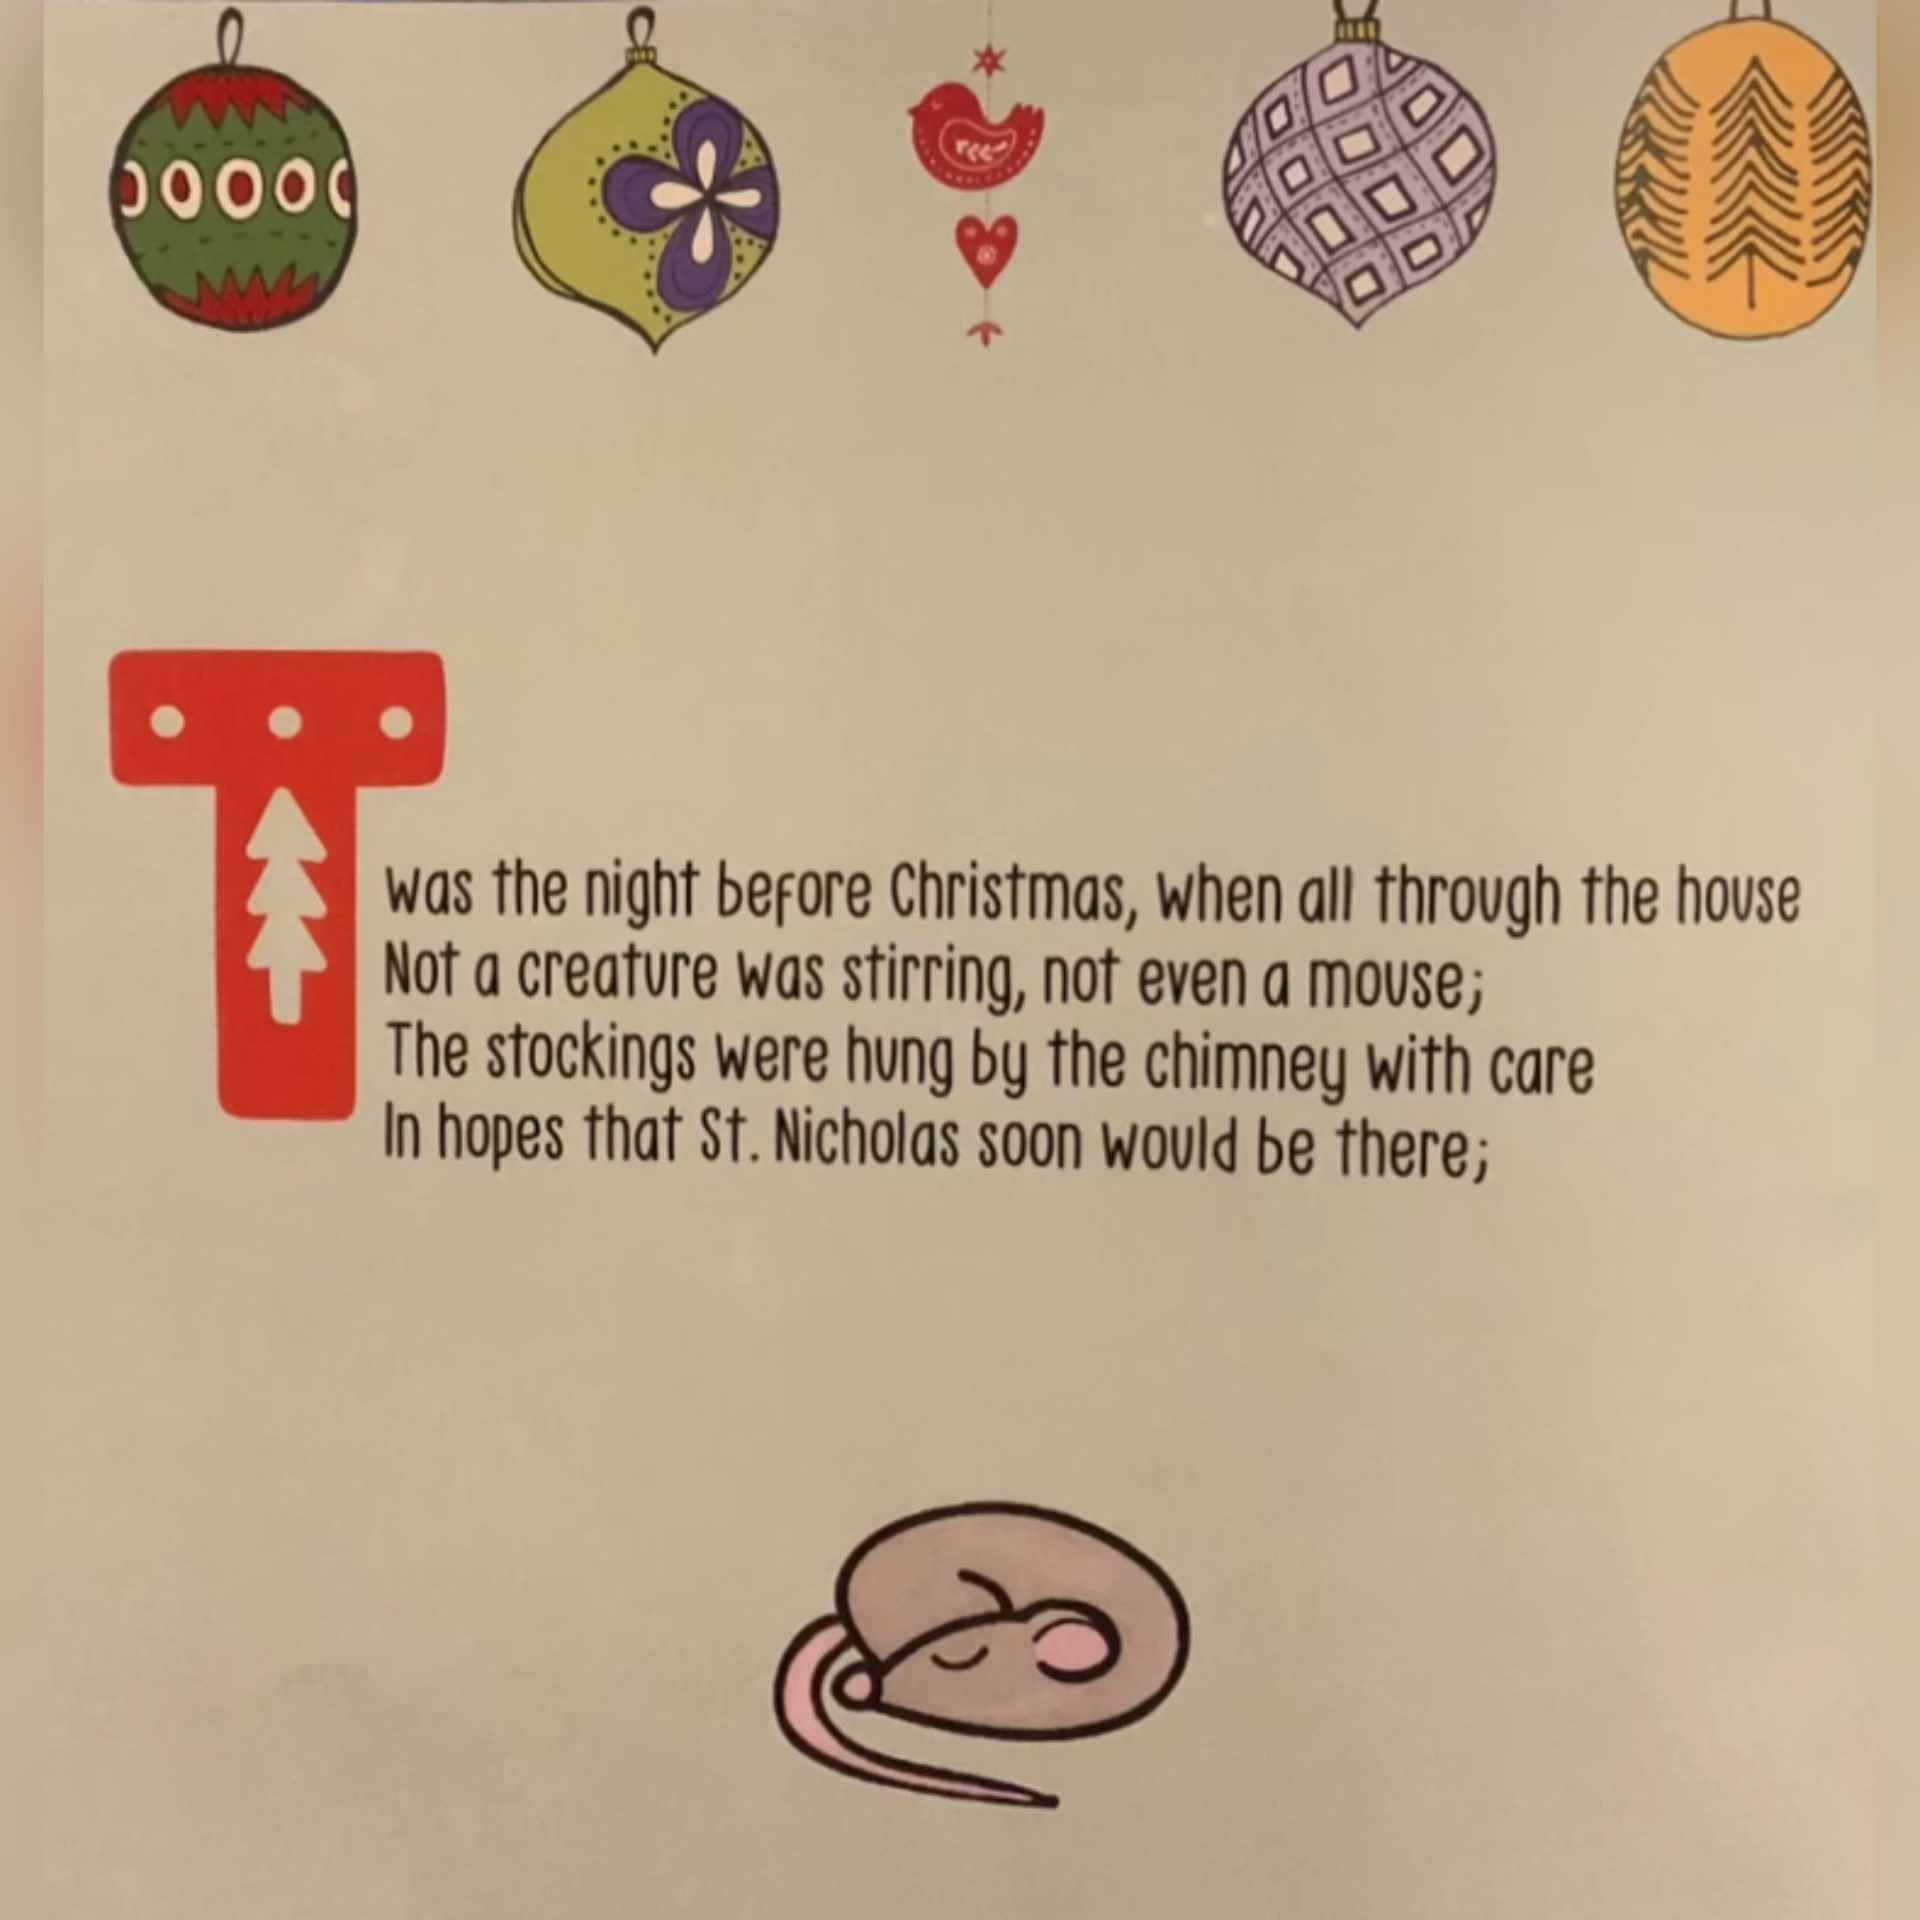 Twas the night before Christmas, when all through the house
Not a creature was stirring, not even a mouse;
The stockings were hung by the chimney with care
In hopes that St. Nicholas soon would be there;